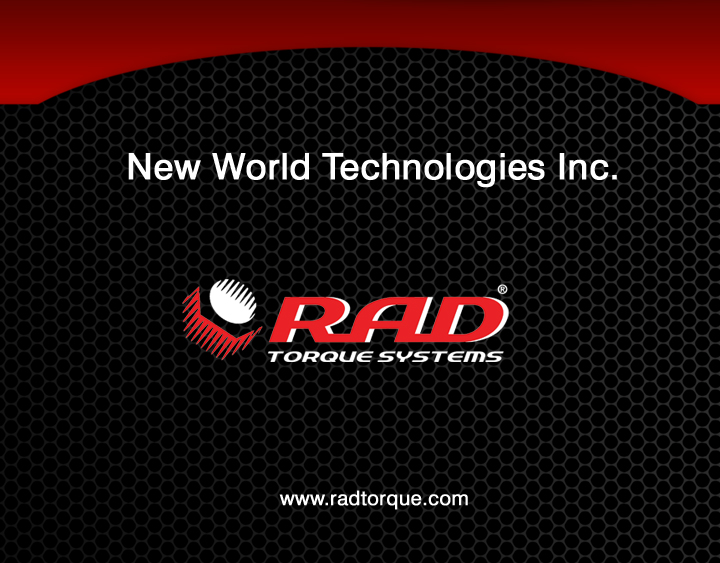 New World Technologies Inc.
RAD®
TORQUE SYSTEMS
www.radtorque.com